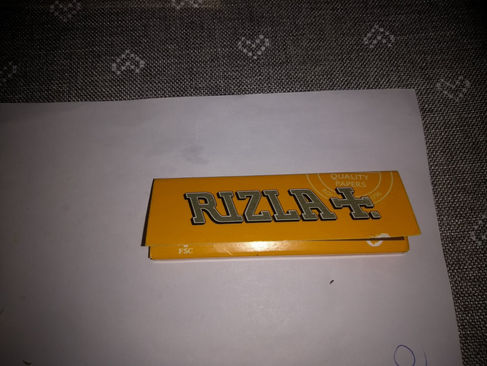 QUALITY
PAPERS
RIZLA+.
FSC